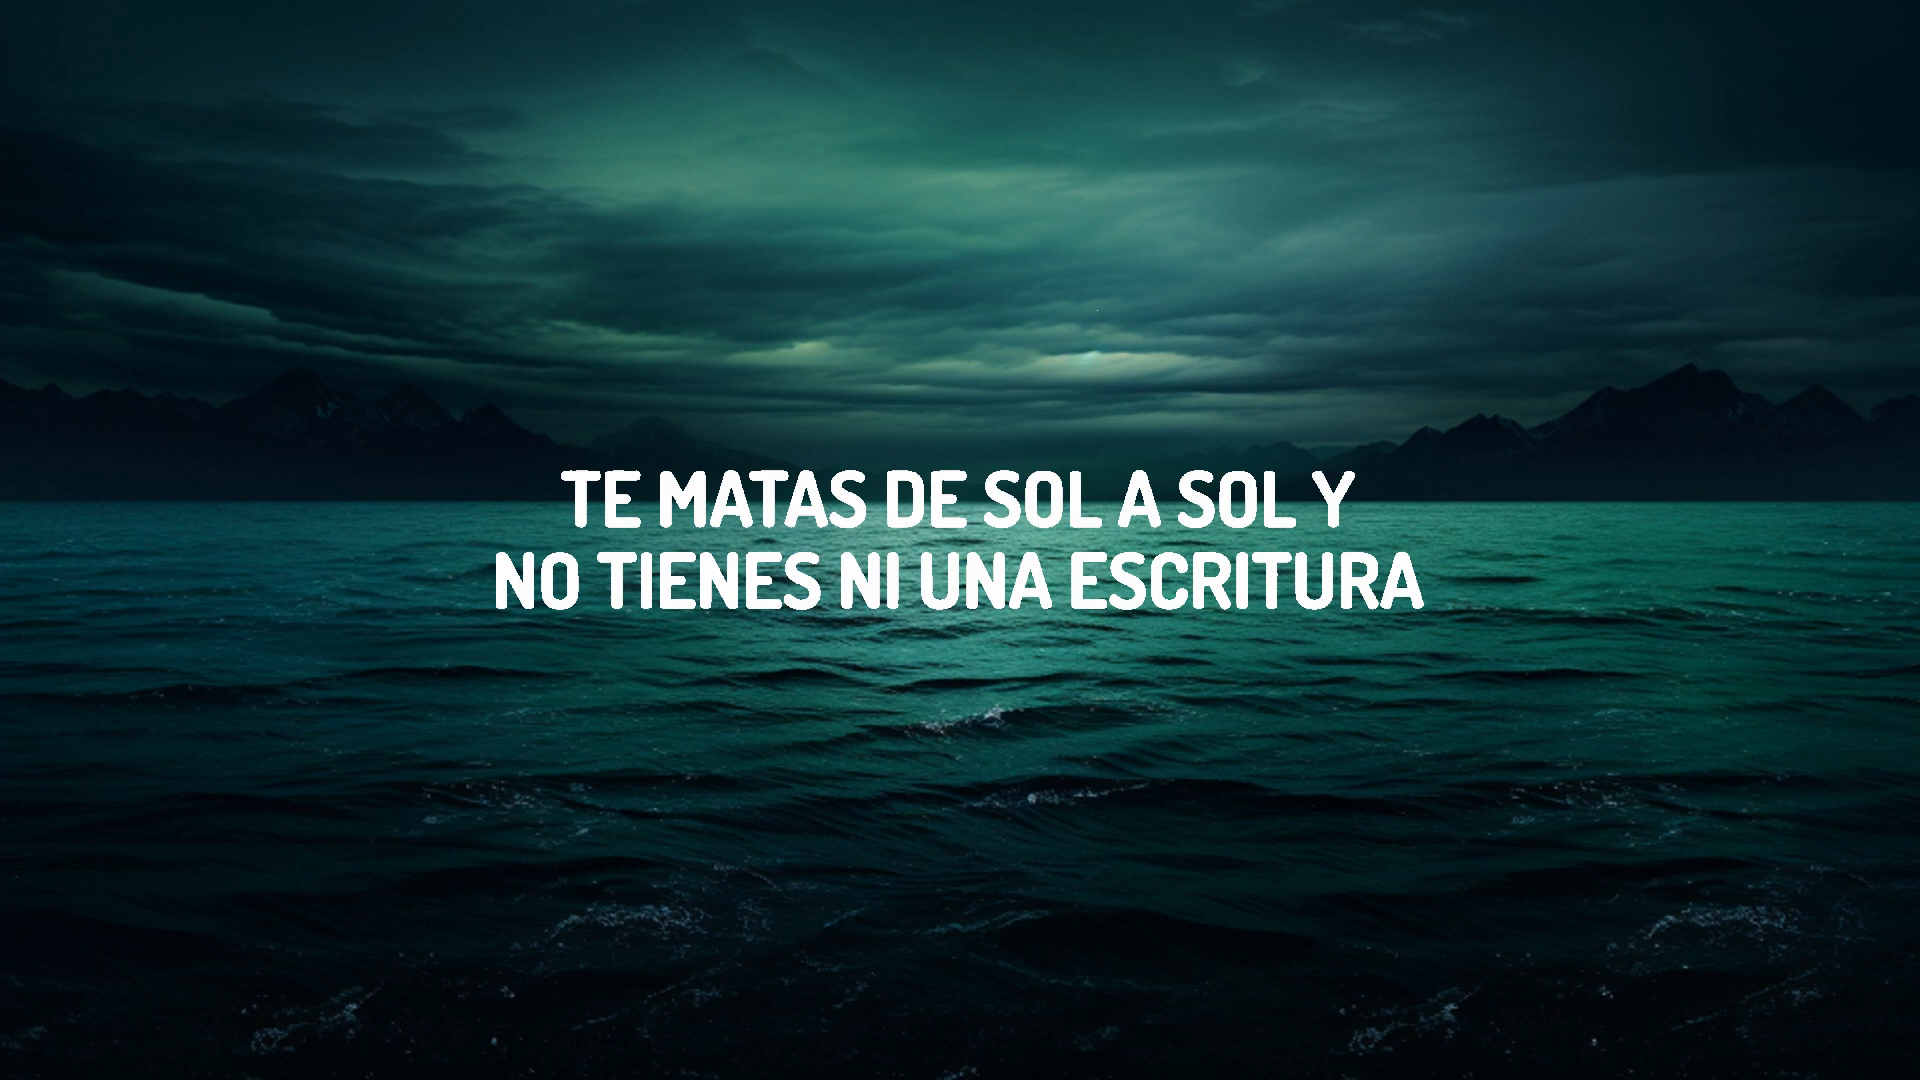 TE MATAS DE SOL A SOL Y
NO TIENES NI UNA ESCRITURA